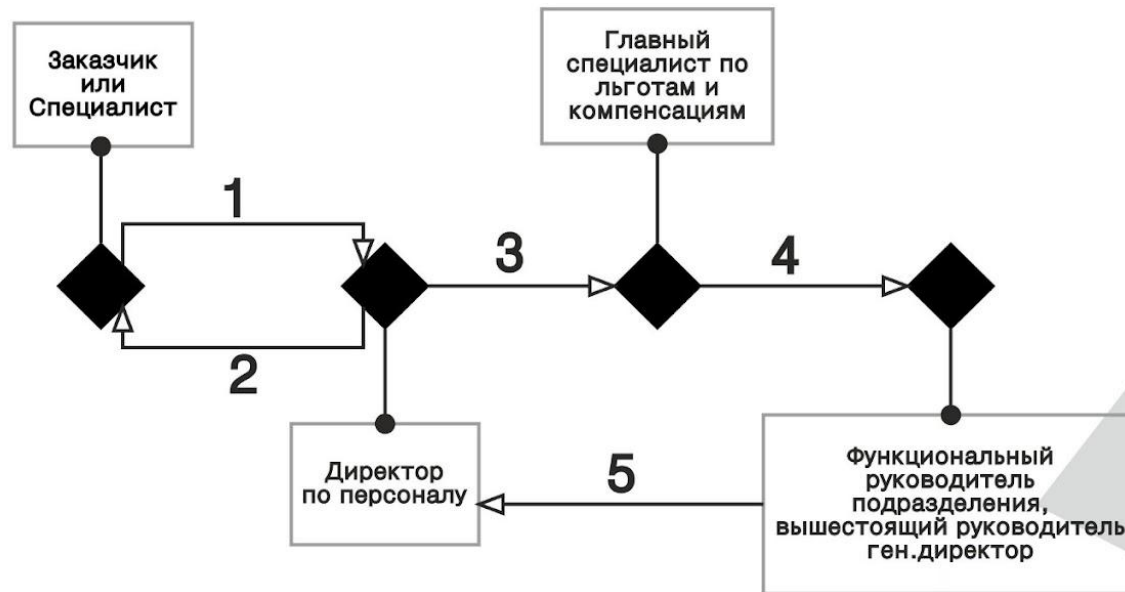 Заказчик
или
Специалист
Главный
специалист по
льготам и
компенсациям
1
3
4
2
Директор
по персоналу
5
Функциональный
руководитель
подразделения,
вышестоящий руководитель
ген.директор